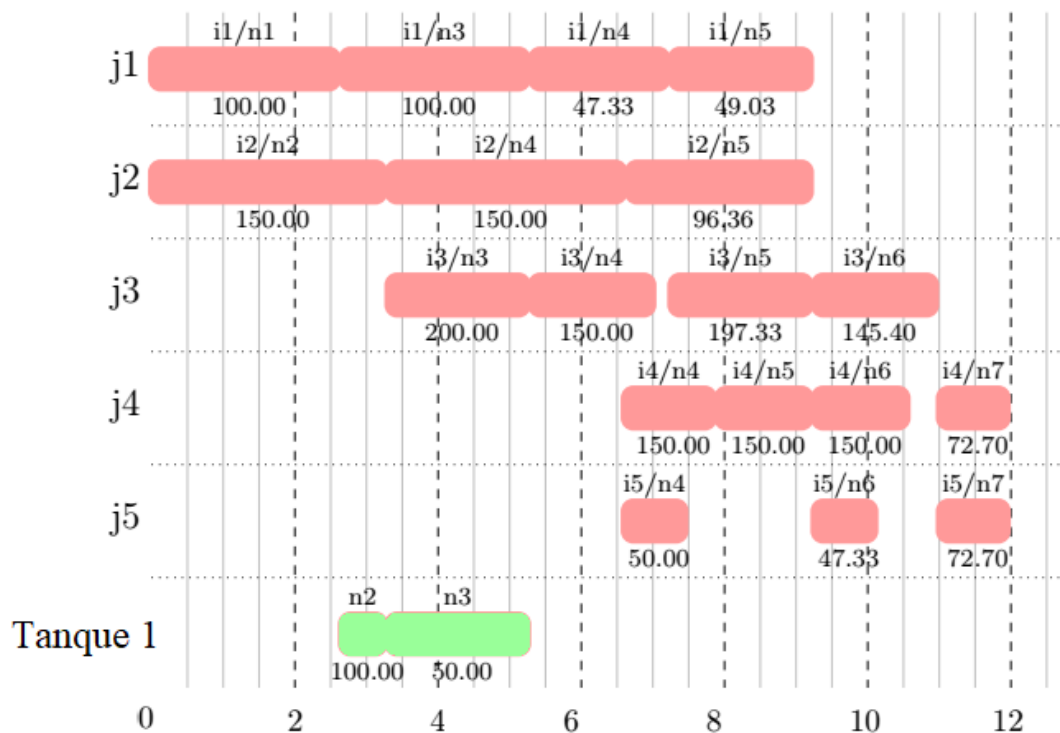 i1/n1 i1/n3 i1/n4 i1/n5
j1
100.00 100.00 47.33 49.03
i2/n2 i2/n4 i2/n5
j2
150.00 150.00 96.36
i3/n3 i3/n4 i3/n5 i3/n6
j3
200.00 150.00 197.33 145.40
i4/n4 i4/n5 i4/n6 i4/n7
j4
150.00 150.00 150.00 72.70
i5/n4 i5/n6 i5/n7
j5
50.00 47.33 72.70
n2 n3
Tanque 1
100.00 50.00
0 2 4 6 8 10 12